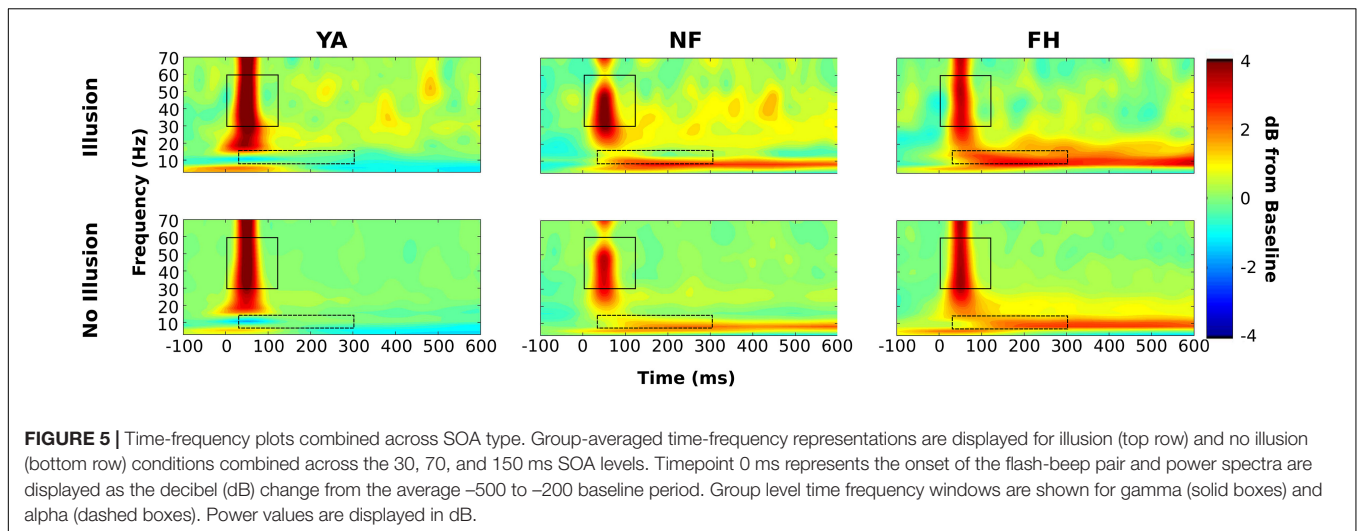 YA NF FH
Illusion
70
60
50
40
30
20
10
No Illusion
Frequency (Hz)
70
60
50
40
30
20
10
-100 0 100 200 300 400 500 600
-100 0 100 200 300 400 500 600
-100 0 100 200 300 400 500 600
Time (ms)
4
2
0
-2
-4
dB from Baseline
FIGURE 5 | Time-frequency plots combined across SOA type. Group-averaged time-frequency representations are displayed for illusion (top row) and no illusion
(bottom row) conditions combined across the 30, 70, and 150 ms SOA levels. Timepoint 0 ms represents the onset of the flash-beep pair and power spectra are
displayed as the decibel (dB) change from the average –500 to –200 baseline period. Group level time frequency windows are shown for gamma (solid boxes) and
alpha (dashed boxes). Power values are displayed in dB.